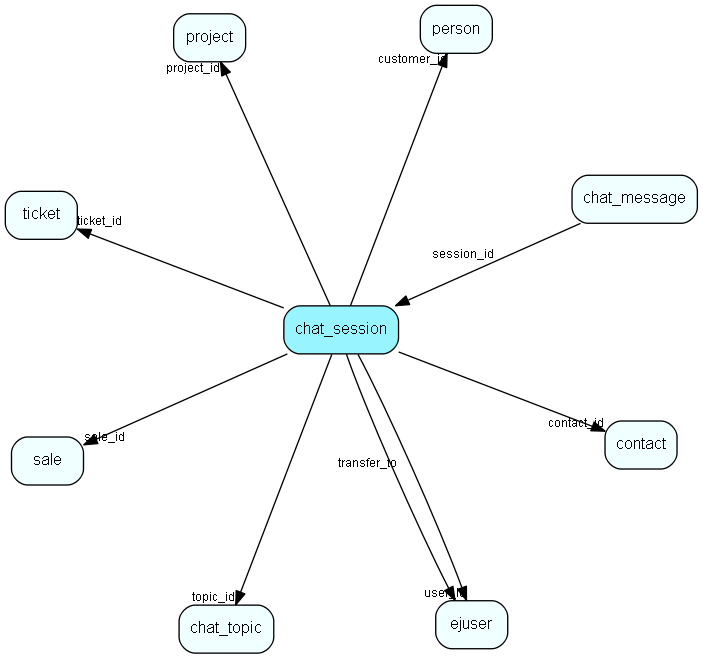 person
project
customer_id
project_id
chat_message
ticket
ticket_id
session_id
chat_session
contact_id
sale_id
contact
sale
transfer_to
user_id
topic_id
ejuser
chat_topic